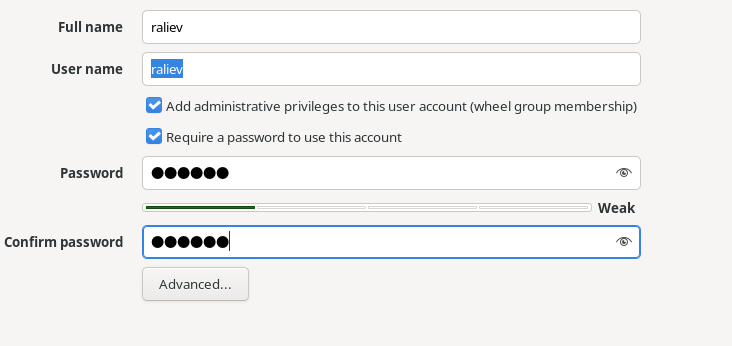 Full name raliev
User name raliev
Add administrative privileges to this user account (wheel group membership)
Require a password to use this account
Password ●●●●●●
Weak
Confirm password ●●●●●●
Advanced...